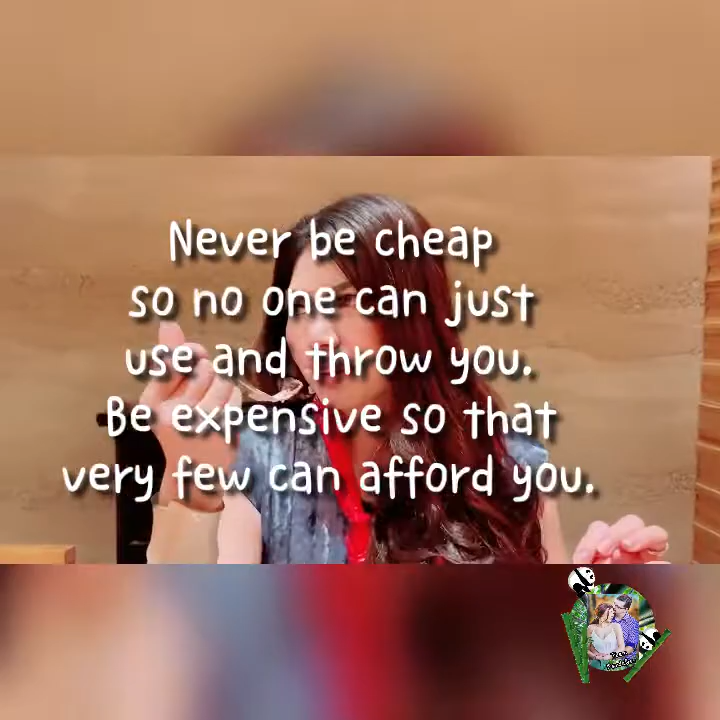 Never be cheap
so no one can just
use and throw you.
Be expensive so that
very few can afford you.